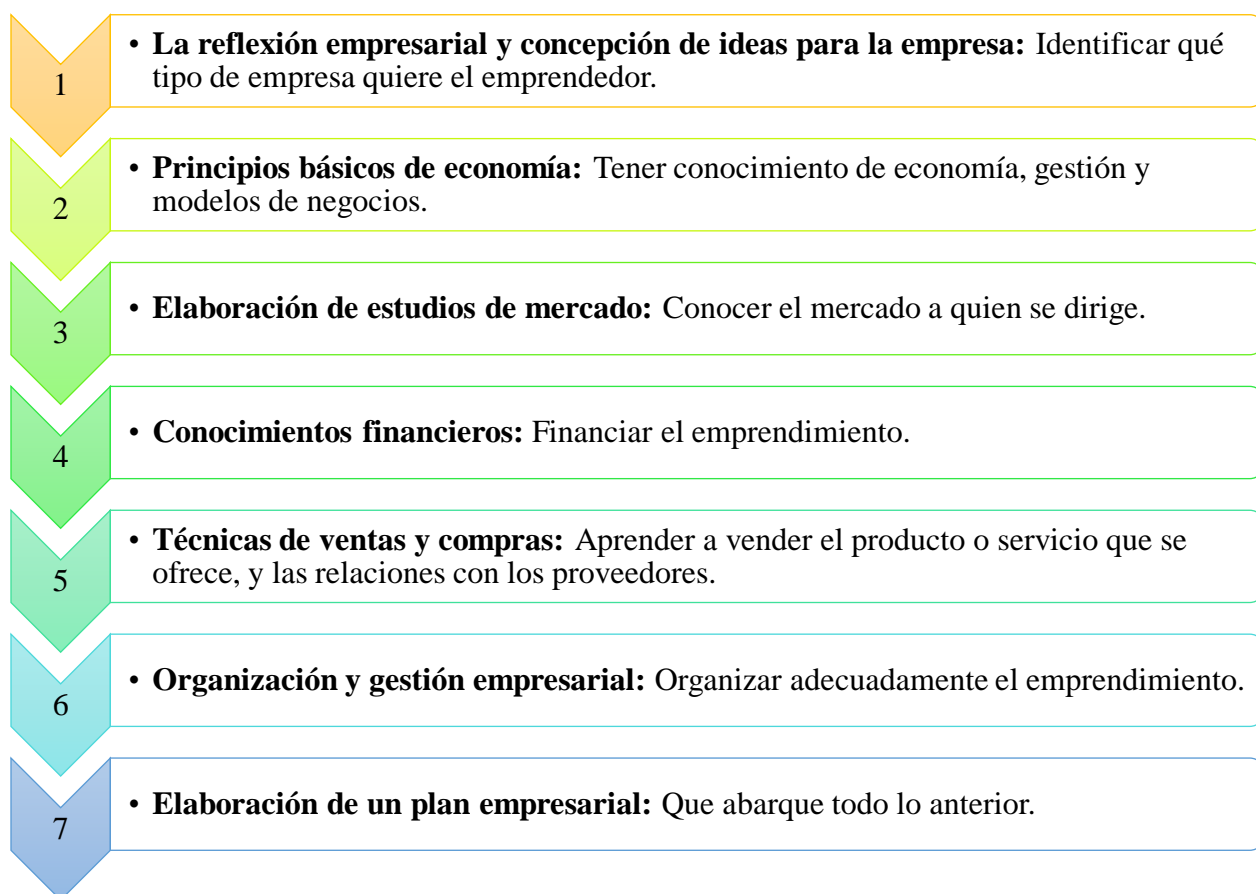 1
• La reflexión empresarial y concepción de ideas para la empresa: Identificar qué
tipo de empresa quiere el emprendedor.
2
• Principios básicos de economía: Tener conocimiento de economía, gestión y
modelos de negocios.
3
• Elaboración de estudios de mercado: Conocer el mercado a quien se dirige.
4
• Conocimientos financieros: Financiar el emprendimiento.
5
• Técnicas de ventas y compras: Aprender a vender el producto o servicio que se
ofrece, y las relaciones con los proveedores.
6
• Organización y gestión empresarial: Organizar adecuadamente el emprendimiento.
7
• Elaboración de un plan empresarial: Que abarque todo lo anterior.